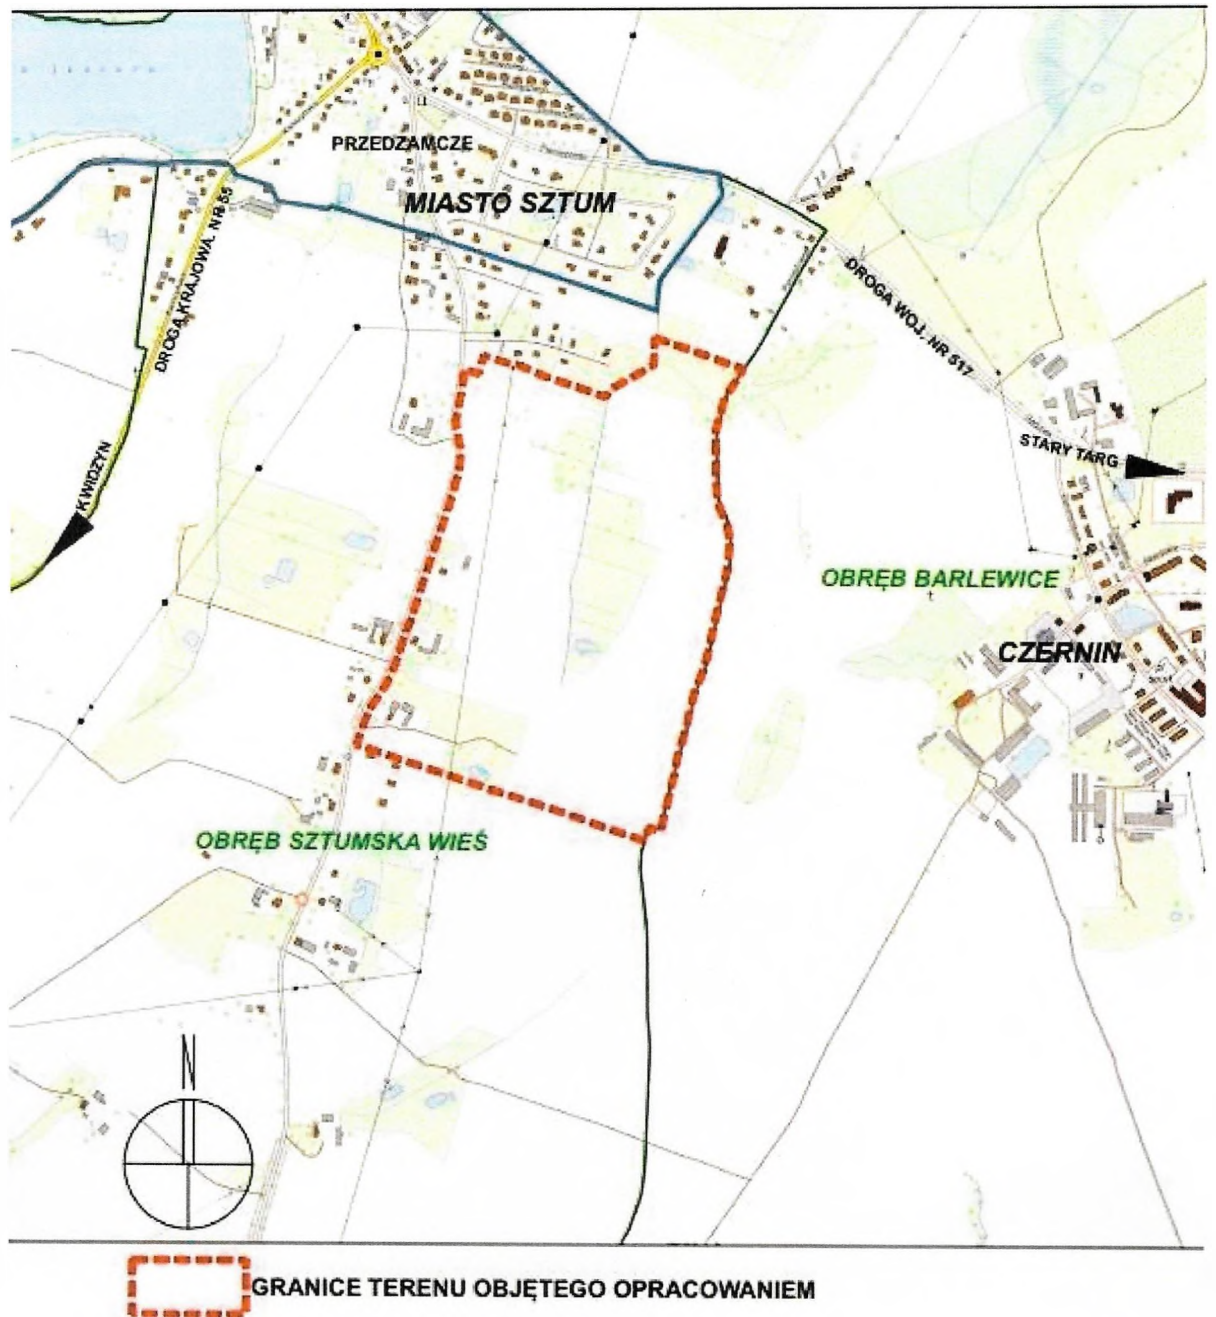 PRZEDZAMCZE
MIASTO SZTUM
DROGA KRAJOWA. NR 55
DROGA WOJ. NR 517
STARY TARG
KWIDZYN
OBRĘB BARLEWICE
CZERNIN
OBRĘB SZTUMSKA WIEŚ
N
GRANICE TERENU OBJĘTEGO OPRACOWANIEM